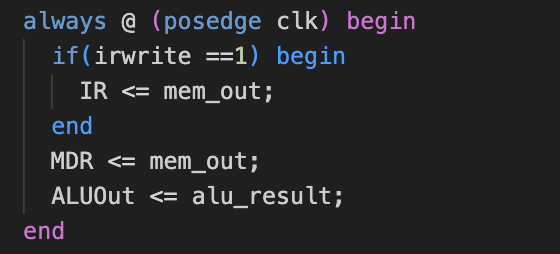 always @ (posedge clk) begin
if(irwrite ==1) begin
IR <= mem_out;
end
MDR <= mem_out;
ALUOut <= alu_result;
end